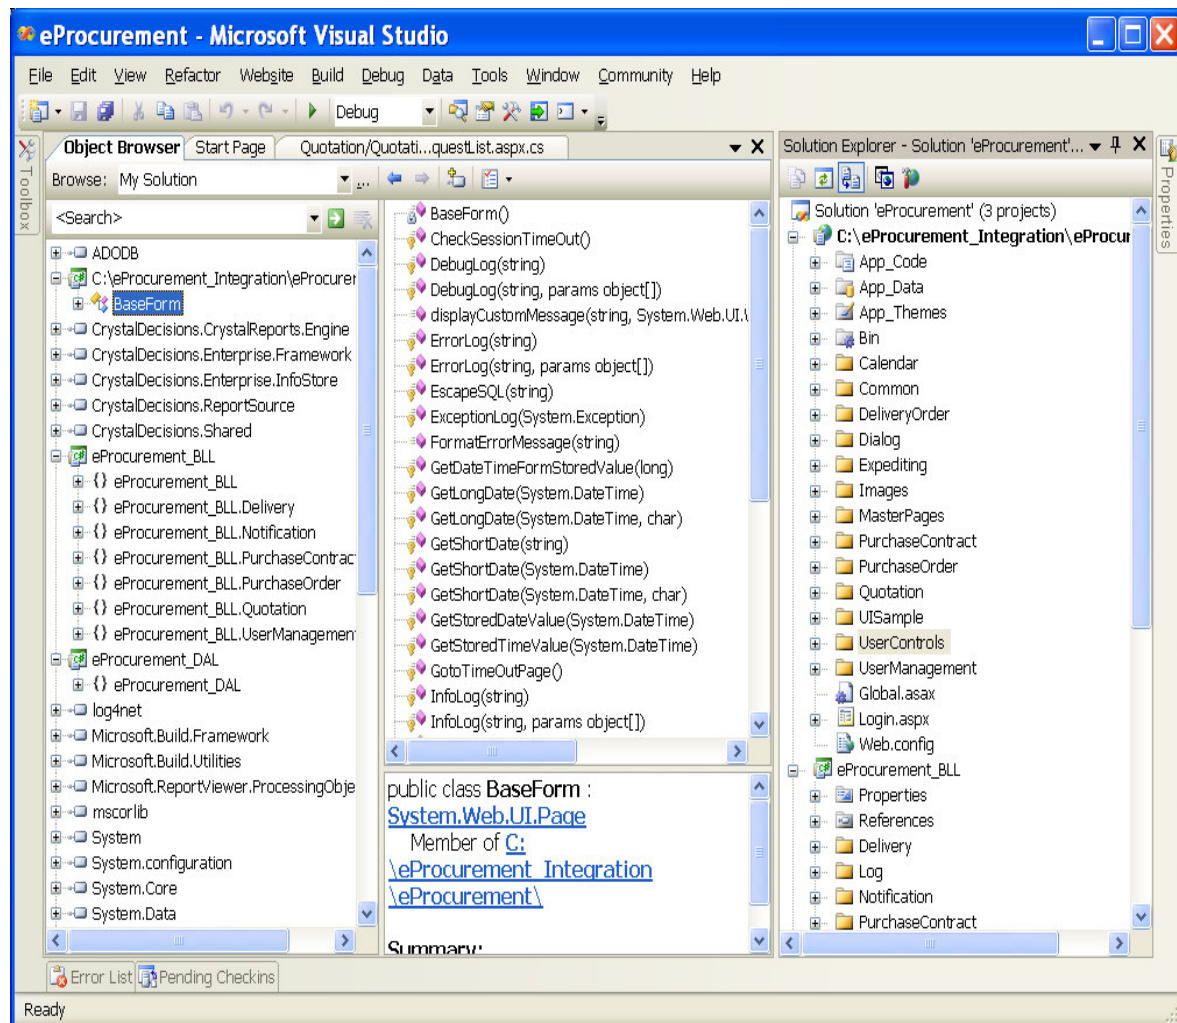 eProcurement - Microsoft Visual Studio
File Edit View Refactor Website Build Debug Data Tools Window Community Help
Debug
Toolbox
Object Browser Start Page Quotation/Quotati...questList.aspx.cs
Browse: My Solution ...
<Search>
ADODB
C:\eProcurement_Integration\eProcurer
BaseForm
CrystalDecisions.CrystalReports.Engine
CrystalDecisions.Enterprise.Framework
CrystalDecisions.Enterprise.InfoStore
CrystalDecisions.ReportSource
CrystalDecisions.Shared
eProcurement_BLL
{} eProcurement_BLL
{} eProcurement_BLL.Delivery
{} eProcurement_BLL.Notification
{} eProcurement_BLL.PurchaseContrac
{} eProcurement_BLL.PurchaseOrder
{} eProcurement_BLL.Quotation
{} eProcurement_BLL.UserManagemen
eProcurement_DAL
{} eProcurement_DAL
log4net
Microsoft.Build.Framework
Microsoft.Build.Utilities
Microsoft.ReportViewer.ProcessingObje
mscorlib
System
System.configuration
System.Core
System.Data
BaseForm()
CheckSessionTimeOut()
DebugLog(string)
DebugLog(string, params object[])
displayCustomMessage(string, System.Web.UI.\
ErrorLog(string)
ErrorLog(string, params object[])
EscapeSQL(string)
ExceptionLog(System.Exception)
FormatErrorMessage(string)
GetDateTimeFormStoredValue(long)
GetLongDate(System.DateTime)
GetLongDate(System.DateTime, char)
GetShortDate(string)
GetShortDate(System.DateTime)
GetShortDate(System.DateTime, char)
GetStoredDateValue(System.DateTime)
GetStoredTimeValue(System.DateTime)
GotoTimeOutPage()
InfoLog(string)
InfoLog(string, params object[])
public class BaseForm :
System.Web.UI.Page
Member of C:
\eProcurement_Integration
\eProcurement\
Summary:
Solution Explorer - Solution 'eProcurement'...
Solution 'eProcurement' (3 projects)
C:\eProcurement_Integration\eProcur
App_Code
App_Data
App_Themes
Bin
Calendar
Common
DeliveryOrder
Dialog
Expediting
Images
MasterPages
PurchaseContract
PurchaseOrder
Quotation
UISample
UserControls
UserManagement
Global.asax
Login.aspx
Web.config
eProcurement_BLL
Properties
References
Delivery
Log
Notification
PurchaseContract
Properties
Error List Pending Checkins
Ready